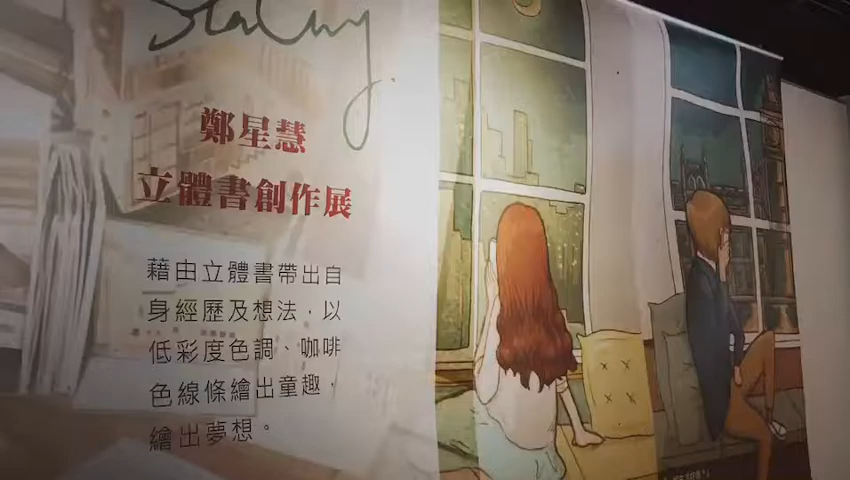 鄭星慧
立體書創作展
藉由立體書帶出自
身經歷及想法，以
低彩度色調、咖啡
色線條繪出童趣，
繪出夢想。